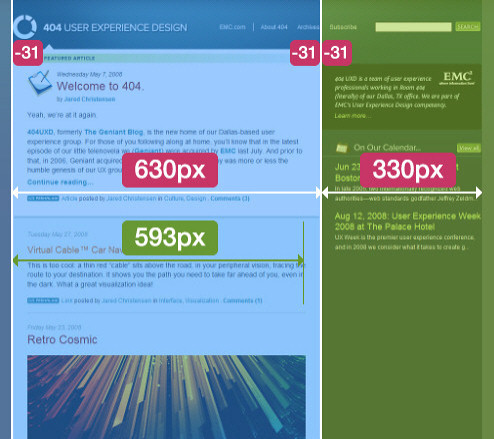 404 USER EXPERIENCE DESIGN
EMC.com | About 404 Archives Subscribe SEARCH
-31 -31 -31
FEATURED ARTICLE
Wednesday May 7, 2008
Welcome to 404.
by Jared Christensen
Yeah, we're at it again.
404UXD, formerly The Geniant Blog, is the new home of our Dallas-based user
experience group. For those of you following along at home, you'll know that in the latest
episode of our little telenovela we (Geniant) were acquired by EMC last July. And prior to
that, in 2006, Geniant acquired
was more or less the
humble genesis of our UX
Continue reading...
630px
Article posted by Jared Christensen in Culture, Design . Comments (3)
593px
Tuesday May 27, 2008
Virtual Cable™ Car Nav
This is too cool: a thin red "cable" sits above the road, in your peripheral vision, tracing the
route to your destination. It shows you the path you need to take far ahead of you, even in
the dark. What a great visualization idea!
Link posted by Jared Christensen in Interface, Visualization . Comments (1)
Friday May 23, 2008
Retro Cosmic
EMC²
404 UXD is a team of user experience
professionals working in Room 404
(literally) of our Dallas, TX office. We are part of
EMC's User Experience Design competency.
Learn more...
On Our Calendar... View all
Jun 23
Boston
330px
In late 2008, two internationally recognized web
authorities—web standards godfather Jeffrey Zeldm.
Aug 12, 2008: User Experience Week
2008 at The Palace Hotel
UX Week is the premier user experience conference,
and in 2008 we consider what it takes to create g..